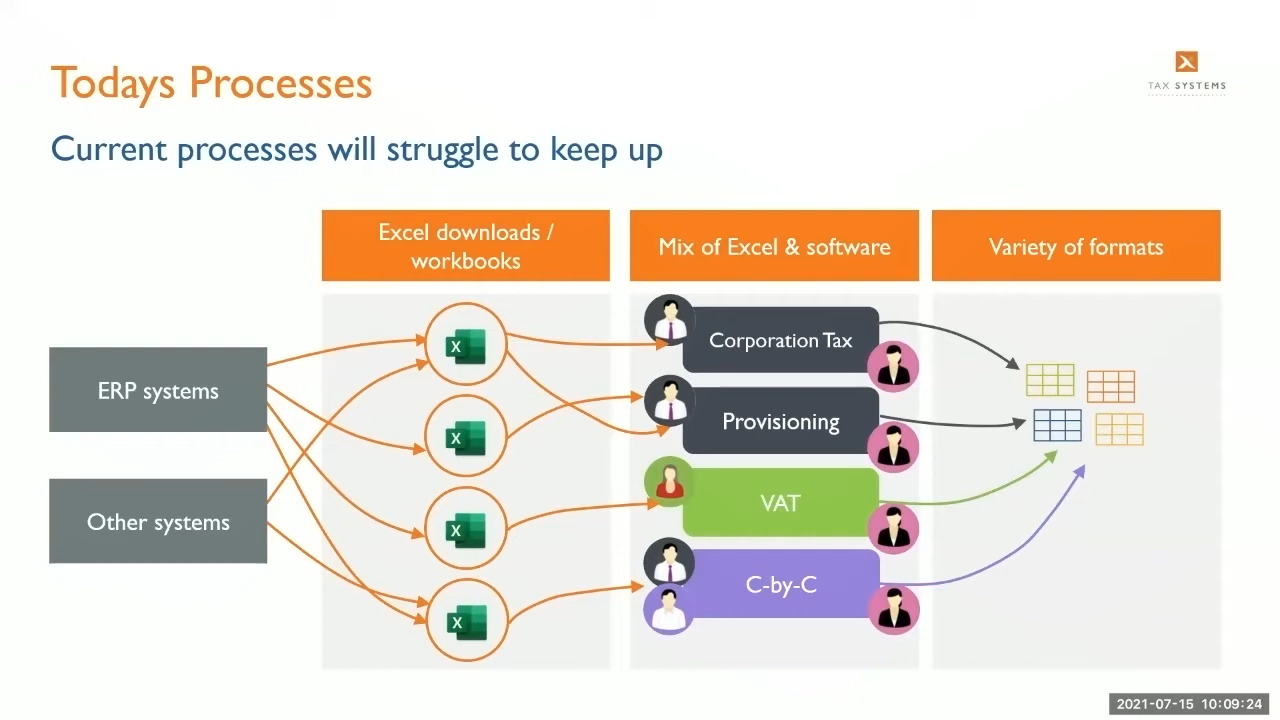 Todays Processes
TAX SYSTEMS
Current processes will struggle to keep up
Excel downloads /
workbooks
Mix of Excel & software
Variety of formats
ERP systems
Other systems
X
X
X
X
Corporation Tax
Provisioning
VAT
C-by-C
2021-07-15 10:09:24